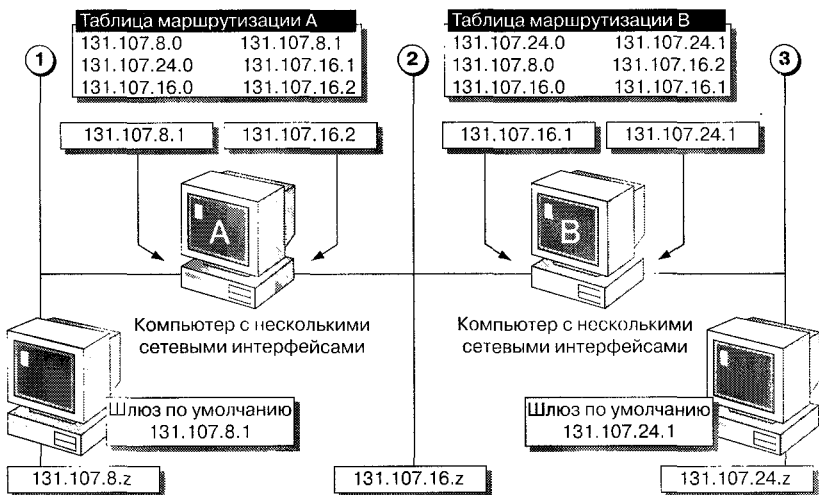 Таблица маршрутизации A
131.107.8.0 131.107.8.1
131.107.24.0 131.107.16.1
131.107.16.0 131.107.16.2
Таблица маршрутизации B
131.107.24.0 131.107.24.1
131.107.8.0 131.107.16.2
131.107.16.0 131.107.16.1
1
2
3
131.107.8.1
131.107.16.2
131.107.16.1
131.107.24.1
A
B
Компьютер с несколькими
сетевыми интерфейсами
Компьютер с несколькими
сетевыми интерфейсами
Шлюз по умолчанию
131.107.8.1
Шлюз по умолчанию
131.107.24.1
131.107.8.z
131.107.16.z
131.107.24.z